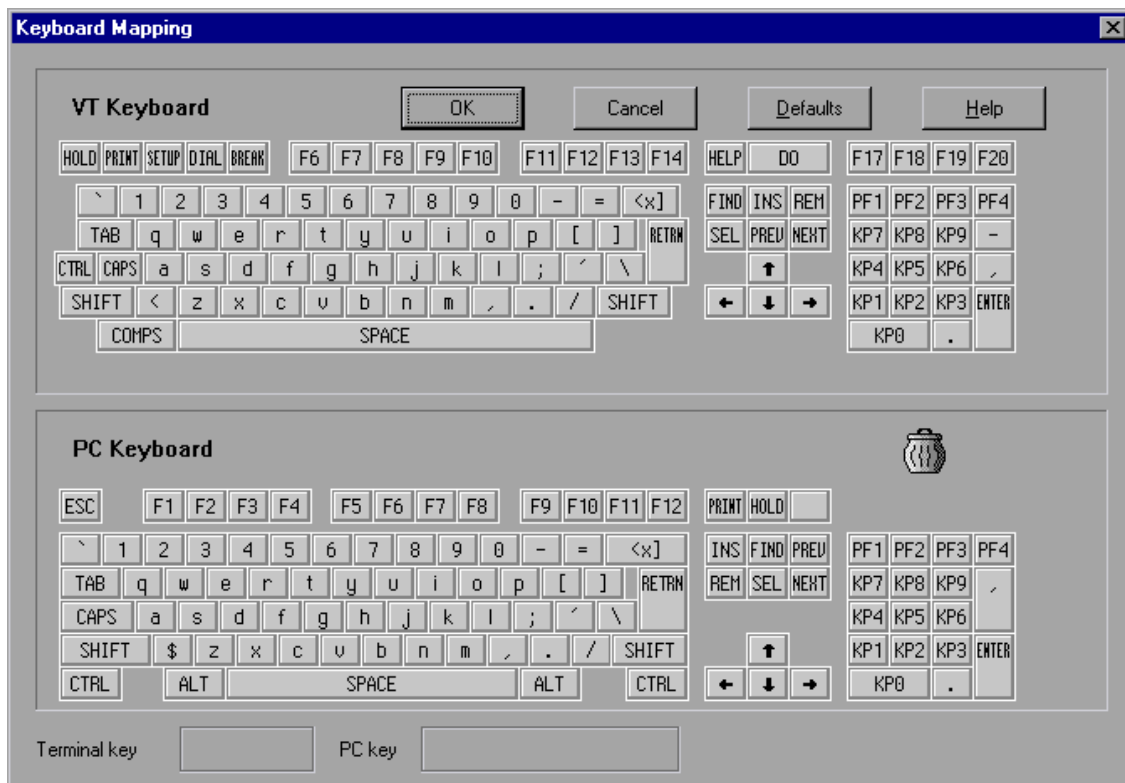 Keyboard Mapping
VT Keyboard OK Cancel Defaults Help
HOLD PRINT SETUP DIAL BREAK F6 F7 F8 F9 F10 F11 F12 F13 F14 HELP DO F17 F18 F19 F20
` 1 2 3 4 5 6 7 8 9 0 - = <x] FIND INS REM PF1 PF2 PF3 PF4
TAB q w e r t y u i o p [ ] RETRN SEL PREV NEXT KP7 KP8 KP9 -
CTRL CAPS a s d f g h j k l ; ´ \ ↑ KP4 KP5 KP6 ,
SHIFT < z x c v b n m , . / SHIFT ← ↓ → KP1 KP2 KP3 ENTER
COMPS SPACE KP0 .
PC Keyboard
ESC F1 F2 F3 F4 F5 F6 F7 F8 F9 F10 F11 F12 PRINT HOLD
` 1 2 3 4 5 6 7 8 9 0 - = <x] INS FIND PREV PF1 PF2 PF3 PF4
TAB q w e r t y u i o p [ ] RETRN REM SEL NEXT KP7 KP8 KP9 ,
CAPS a s d f g h j k l ; ´ \ KP4 KP5 KP6
SHIFT $ z x c v b n m , . / SHIFT ↑ KP1 KP2 KP3 ENTER
CTRL ALT SPACE ALT CTRL ← ↓ → KP0 .
Terminal key PC key